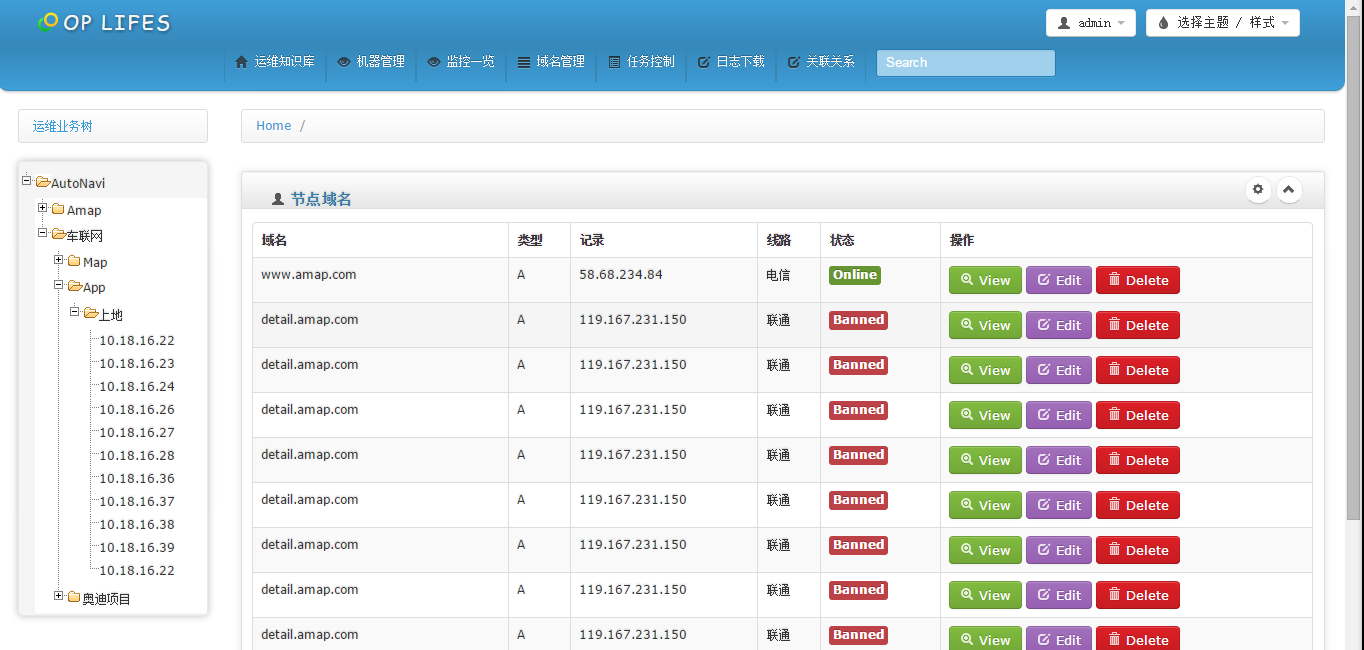 OP LIFES
admin
选择主题 / 样式
运维知识库 机器管理 监控一览 域名管理 任务控制 日志下载 关联关系 Search
运维业务树
Home /
AutoNavi
Amap
车联网
Map
App
上地
10.18.16.22
10.18.16.23
10.18.16.24
10.18.16.26
10.18.16.27
10.18.16.28
10.18.16.36
10.18.16.37
10.18.16.38
10.18.16.39
10.18.16.22
奥迪项目
节点域名
域名 类型 记录 线路 状态 操作
www.amap.com A 58.68.234.84 电信 Online View Edit Delete
detail.amap.com A 119.167.231.150 联通 Banned View Edit Delete
detail.amap.com A 119.167.231.150 联通 Banned View Edit Delete
detail.amap.com A 119.167.231.150 联通 Banned View Edit Delete
detail.amap.com A 119.167.231.150 联通 Banned View Edit Delete
detail.amap.com A 119.167.231.150 联通 Banned View Edit Delete
detail.amap.com A 119.167.231.150 联通 Banned View Edit Delete
detail.amap.com A 119.167.231.150 联通 Banned View Edit Delete
detail.amap.com A 119.167.231.150 联通 Banned View Edit Delete